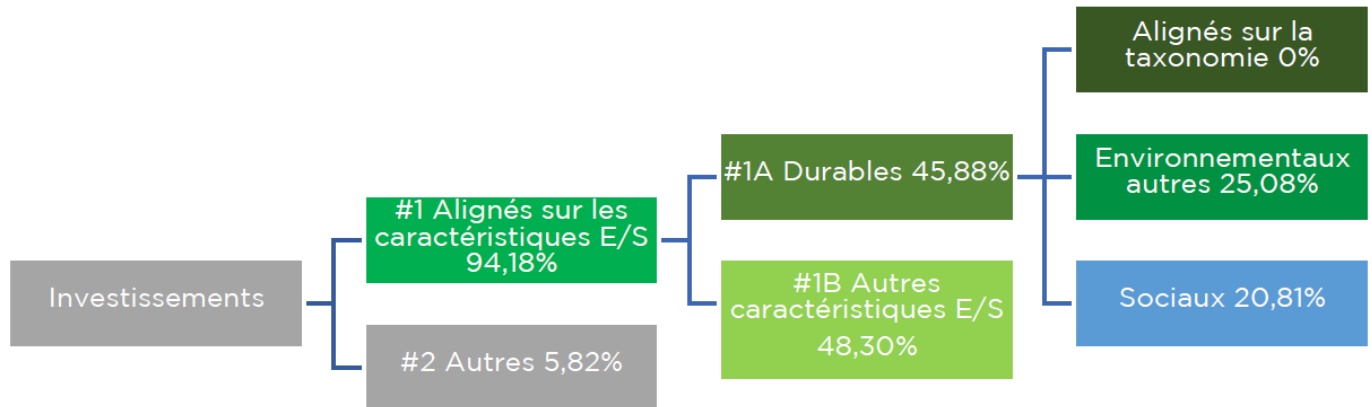 Investissements
#1 Alignés sur les
caractéristiques E/S
94,18%
#2 Autres 5,82%
#1A Durables 45,88%
#1B Autres
caractéristiques E/S
48,30%
Alignés sur la
taxonomie 0%
Environnementaux
autres 25,08%
Sociaux 20,81%